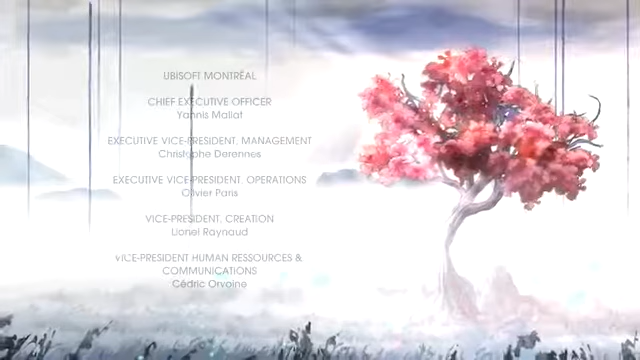 UBISOFT MONTRÉAL
CHIEF EXECUTIVE OFFICER
Yannis Mallat
EXECUTIVE VICE-PRESIDENT, MANAGEMENT
Christophe Derennes
EXECUTIVE VICE-PRESIDENT, OPERATIONS
Olivier Paris
VICE-PRESIDENT, CREATION
Lionel Raynaud
VICE-PRESIDENT HUMAN RESSOURCES &
COMMUNICATIONS
Cédric Orvoine